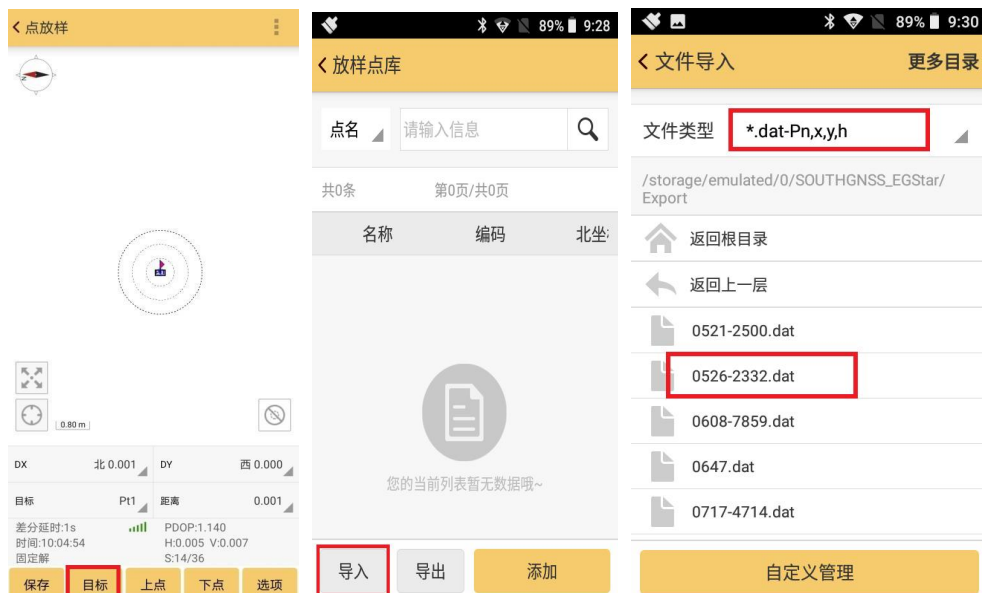 点放样
0.80 m
DX 北 0.001 DY 西 0.000
目标 Pt1 距离 0.001
差分延时:1s PDOP:1.140
时间:10:04:54 H:0.005 V:0.007
固定解 S:14/36
保存 目标 上点 下点 选项
89% 9:28
放样点库
点名 请输入信息
共0条 第0页/共0页
名称 编码 北坐
您的当前列表暂无数据哦~
导入 导出 添加
89% 9:30
文件导入 更多目录
文件类型 *.dat-Pn,x,y,h
/storage/emulated/0/SOUTHGNSS_EGStar/
Export
返回根目录
返回上一层
0521-2500.dat
0526-2332.dat
0608-7859.dat
0647.dat
0717-4714.dat
自定义管理